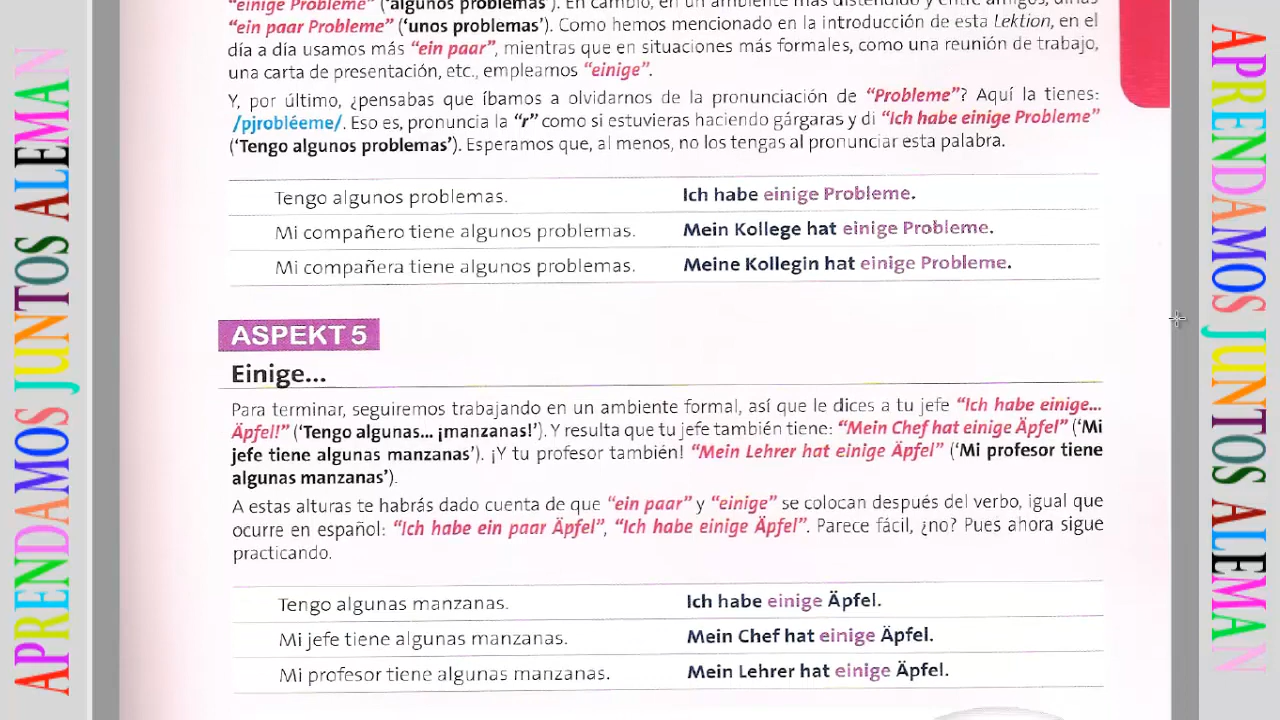 "einige Probleme" ('algunos problemas'). En cambio, en un ambiente más distendido y entre amigos, dirías
"ein paar Probleme" ('unos problemas'). Como hemos mencionado en la introducción de esta Lektion, en el
día a día usamos más "ein paar", mientras que en situaciones más formales, como una reunión de trabajo,
una carta de presentación, etc., empleamos "einige".
Y, por último, ¿pensabas que íbamos a olvidarnos de la pronunciación de "Probleme"? Aquí la tienes:
/pjrobléeme/. Eso es, pronuncia la "r" como si estuvieras haciendo gárgaras y di "Ich habe einige Probleme"
('Tengo algunos problemas'). Esperamos que, al menos, no los tengas al pronunciar esta palabra.
Tengo algunos problemas. Ich habe einige Probleme.
Mi compañero tiene algunos problemas. Mein Kollege hat einige Probleme.
Mi compañera tiene algunos problemas. Meine Kollegin hat einige Probleme.
ASPEKT 5
Einige...
Para terminar, seguiremos trabajando en un ambiente formal, así que le dices a tu jefe "Ich habe einige...
Äpfel!" ('Tengo algunas... ¡manzanas!'). Y resulta que tu jefe también tiene: "Mein Chef hat einige Äpfel" ('Mi
jefe tiene algunas manzanas'). ¡Y tu profesor también! "Mein Lehrer hat einige Äpfel" ('Mi profesor tiene
algunas manzanas').
A estas alturas te habrás dado cuenta de que "ein paar" y "einige" se colocan después del verbo, igual que
ocurre en español: "Ich habe ein paar Äpfel", "Ich habe einige Äpfel". Parece fácil, ¿no? Pues ahora sigue
practicando.
Tengo algunas manzanas. Ich habe einige Äpfel.
Mi jefe tiene algunas manzanas. Mein Chef hat einige Äpfel.
Mi profesor tiene algunas manzanas. Mein Lehrer hat einige Äpfel.
APRENDAMOS JUNTOS ALEMAN
APRENDAMOS JUNTOS ALEMAN